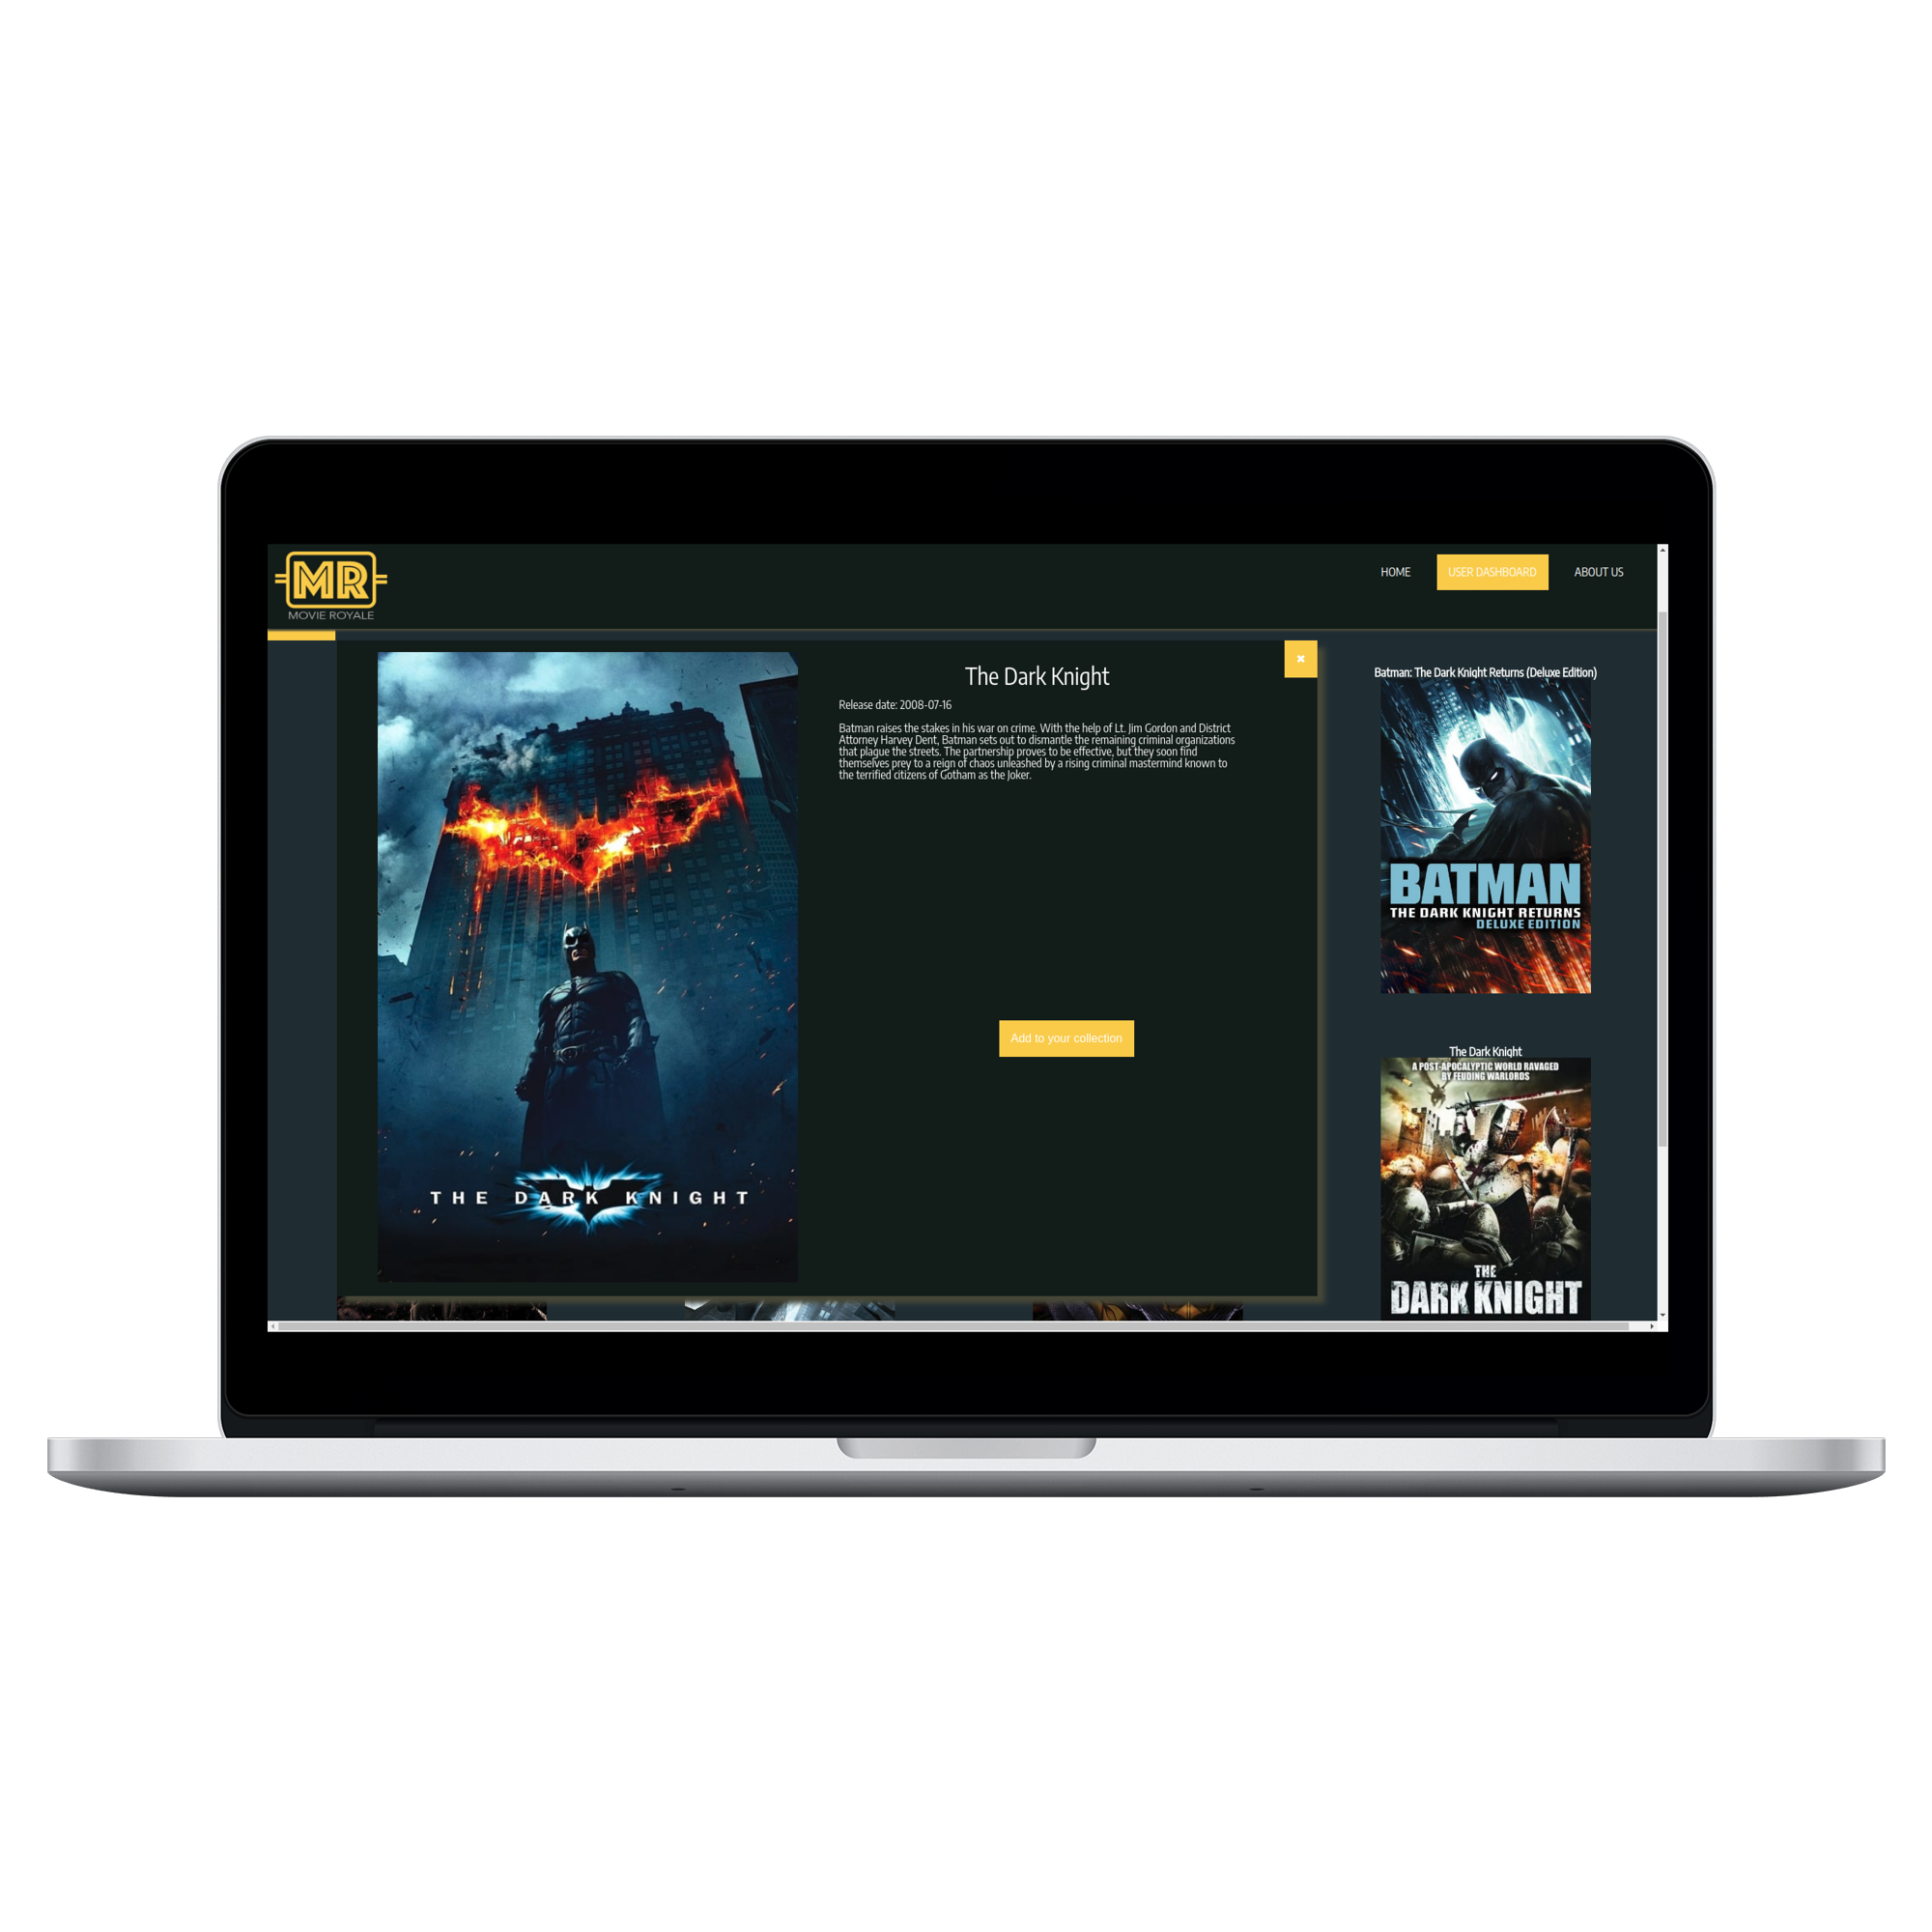 MR
MOVIE ROYALE
HOME
USER DASHBOARD
ABOUT US
The Dark Knight
Release date: 2008-07-16
Batman raises the stakes in his war on crime. With the help of Lt. Jim Gordon and District
Attorney Harvey Dent, Batman sets out to dismantle the remaining criminal organizations
that plague the streets. The partnership proves to be effective, but they soon find
themselves prey to a reign of chaos unleashed by a rising criminal mastermind known to
the terrified citizens of Gotham as the Joker.
Add to your collection
THE DARK KNIGHT
Batman: The Dark Knight Returns (Deluxe Edition)
BATMAN
THE DARK KNIGHT RETURNS
DELUXE EDITION
The Dark Knight
A POST-APOCALYPTIC WORLD RAVAGED
BY FEUDING WARLORDS
THE
DARK KNIGHT